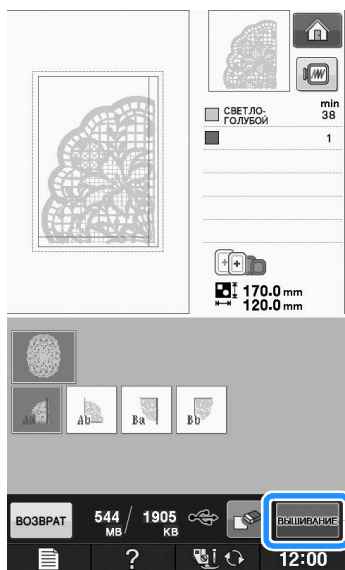 СВЕТЛО-
ГОЛУБОЙ
min
38
1
170.0 mm
120.0 mm
Aa Ab Ba Bb
ВОЗВРАТ
544 MB / 1905 KB
ВЫШИВАНИЕ
?
12:00